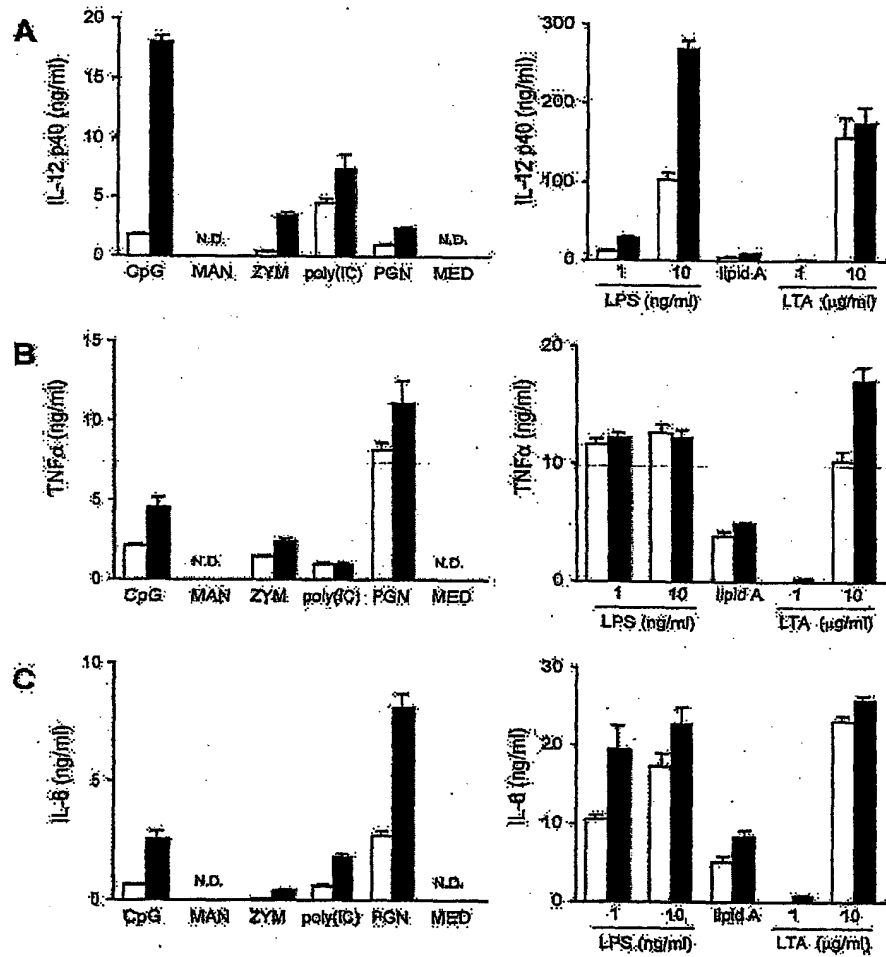 A
IL-12 p40 (ng/ml)
20
15
10
5
0
N.D.
N.D.
CpG MAN ZYM poly(IC) PGN MED
IL-12 p40 (ng/ml)
300
200
100
0
1 10 lipid A 1 10
LPS (ng/ml) LTA (µg/ml)
B
TNFα (ng/ml)
15
10
5
0
N.D.
N.D.
CpG MAN ZYM poly(IC) PGN MED
TNFα (ng/ml)
20
10
0
1 10 lipid A 1 10
LPS (ng/ml) LTA (µg/ml)
C
IL-6 (ng/ml)
10
5
0
N.D.
N.D.
CpG MAN ZYM poly(IC) PGN MED
IL-6 (ng/ml)
30
20
10
0
1 10 lipid A 1 10
LPS (ng/ml) LTA (µg/ml)